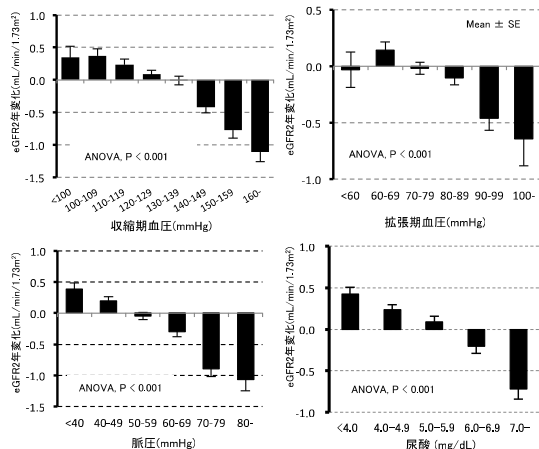 eGFR2年変化(mL/min/1.73m²)
1.0
0.5
0.0
-0.5
-1.0
-1.5
ANOVA, P < 0.001
<100
100-109
110-119
120-129
130-139
140-149
150-159
160-
収縮期血圧(mmHg)
eGFR2年変化(mL/min/1.73m²)
0.5
0.0
-0.5
-1.0
Mean ± SE
ANOVA, P < 0.001
<60 60-69 70-79 80-89 90-99 100-
拡張期血圧(mmHg)
eGFR2年変化(mL/min/1.73m²)
1.0
0.5
0.0
-0.5
-1.0
-1.5
ANOVA, P < 0.001
<40 40-49 50-59 60-69 70-79 80-
脈圧(mmHg)
eGFR2年変化(mL/min/1.73m²)
1.0
0.5
0.0
-0.5
-1.0
ANOVA, P < 0.001
<4.0 4.0-4.9 5.0-5.9 6.0-6.9 7.0-
尿酸 (mg/dL)